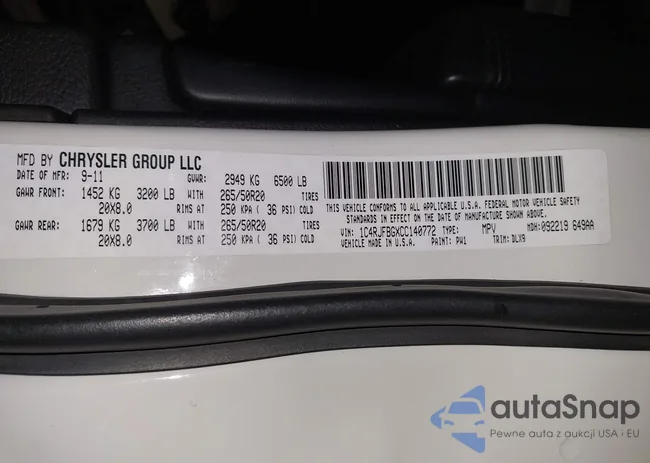 MFD BY CHRYSLER GROUP LLC
DATE OF MFR: 9-11 GVWR: 2949 KG 6500 LB
GAWR FRONT: 1452 KG 3200 LB WITH 265/50R20 TIRES
20X8.0 RIMS AT 250 KPA ( 36 PSI) COLD
GAWR REAR: 1679 KG 3700 LB WITH 265/50R20 TIRES
20X8.0 RIMS AT 250 KPA ( 36 PSI) COLD
THIS VEHICLE CONFORMS TO ALL APPLICABLE U.S.A. FEDERAL MOTOR VEHICLE SAFETY
STANDARDS IN EFFECT ON THE DATE OF MANUFACTURE SHOWN ABOVE.
VIN: 1C4RJFBGXCC140772 TYPE: MPV MDH: 092219 649AA
VEHICLE MADE IN U.S.A. PAINT: PW1 TRIM: DLX9
autaSnap
Pewne auta z aukcji USA i EU